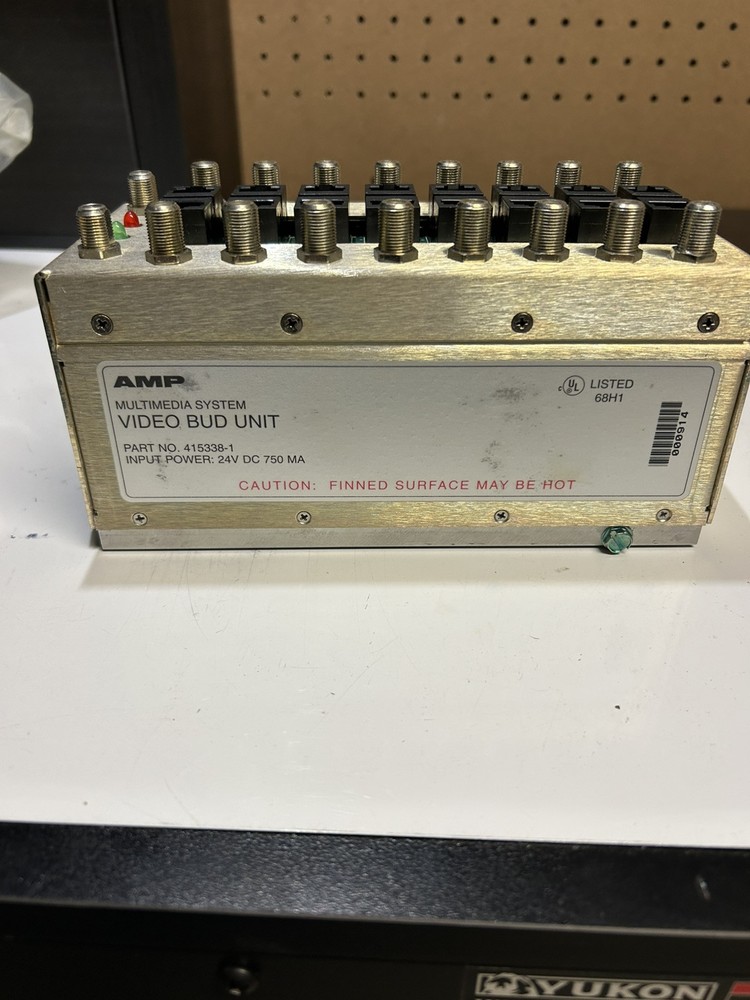 AMP
MULTIMEDIA SYSTEM
VIDEO BUD UNIT
PART NO. 415338-1
INPUT POWER: 24V DC 750 MA
CAUTION: FINNED SURFACE MAY BE HOT
C UL LISTED
68H1
000914
YUKON